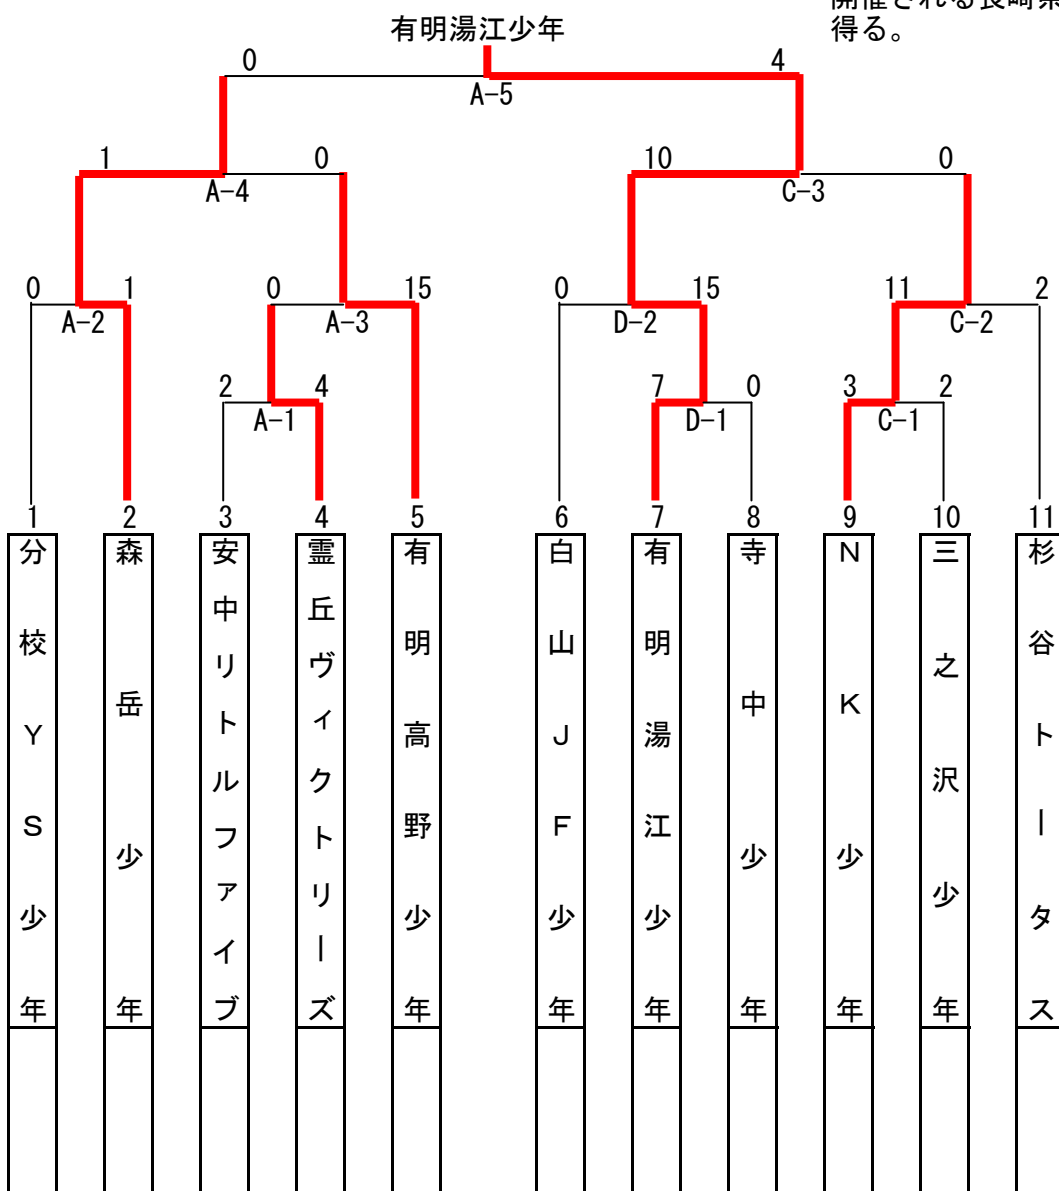 開催される長崎県
得る。
有明湯江少年
0 4
A-5
1 0 10 0
A-4 C-3
0 1 0 15 0 15 11 2
A-2 A-3 D-2 C-2
2 4 7 0 3 2
A-1 D-1 C-1
1 2 3 4 5 6 7 8 9 10 11
分校YS少年
森岳少年
安中リトルファイブ
霊丘ヴィクトリーズ
有明高野少年
白山JF少年
有明湯江少年
寺中少年
NK少年
三之沢少年
杉谷トータス